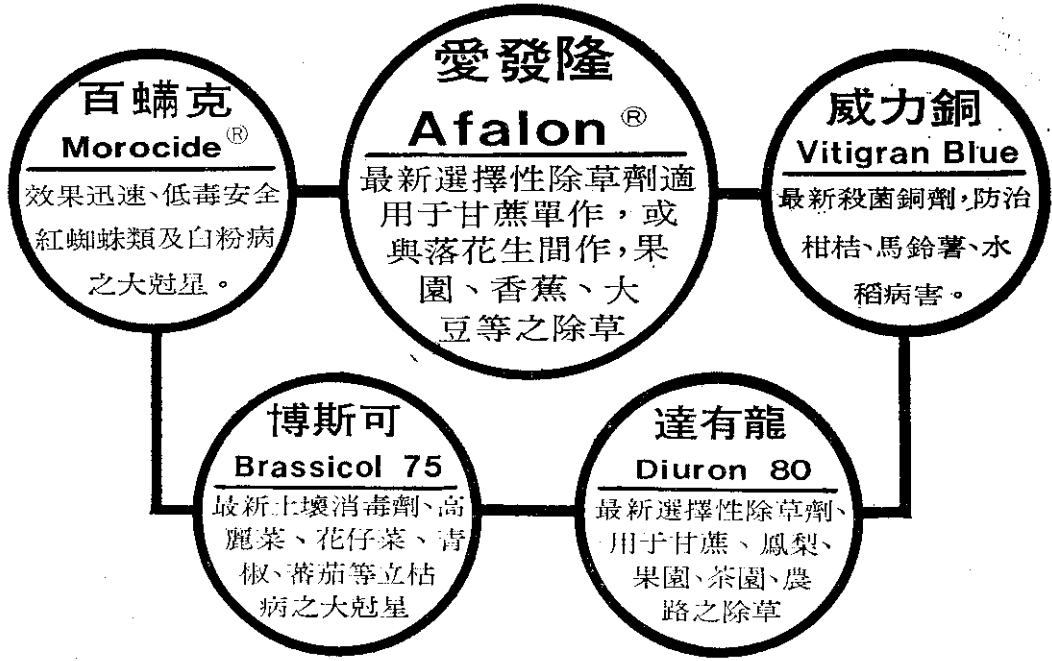 百蟎克
Morocide®
效果迅速、低毒安全
紅蜘蛛類及白粉病
之大尅星。
愛發隆
Afalon®
最新選擇性除草劑適
用于甘蔗單作，或
與落花生間作，果
園、香蕉、大
豆等之除草
威力銅
Vitigran Blue
最新殺菌銅劑，防治
柑桔、馬鈴薯、水
稻病害。
博斯可
Brassicol 75
最新土壤消毒劑、高
麗菜、花仔菜、青
椒、蕃茄等立枯
病之大尅星
達有龍
Diuron 80
最新選擇性除草劑、
用于甘蔗、鳳梨、
果園、茶園、農
路之除草